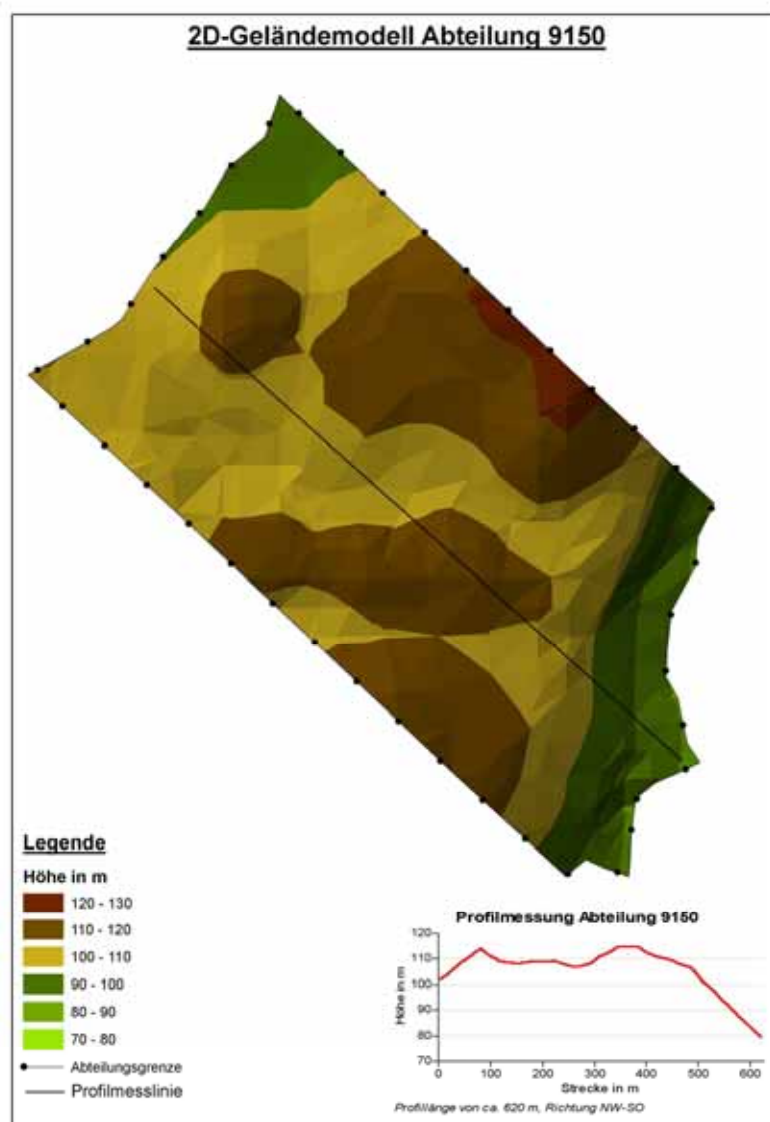 2D-Geländemodell Abteilung 9150
Legende
Höhe in m
120 - 130
110 - 120
100 - 110
90 - 100
80 - 90
70 - 80
Abteilungsgrenze
Profilmesslinie
Profilmessung Abteilung 9150
Höhe in m
120
110
100
90
80
70
0 100 200 300 400 500 600
Strecke in m
Profillänge von ca. 620 m, Richtung NW-SO